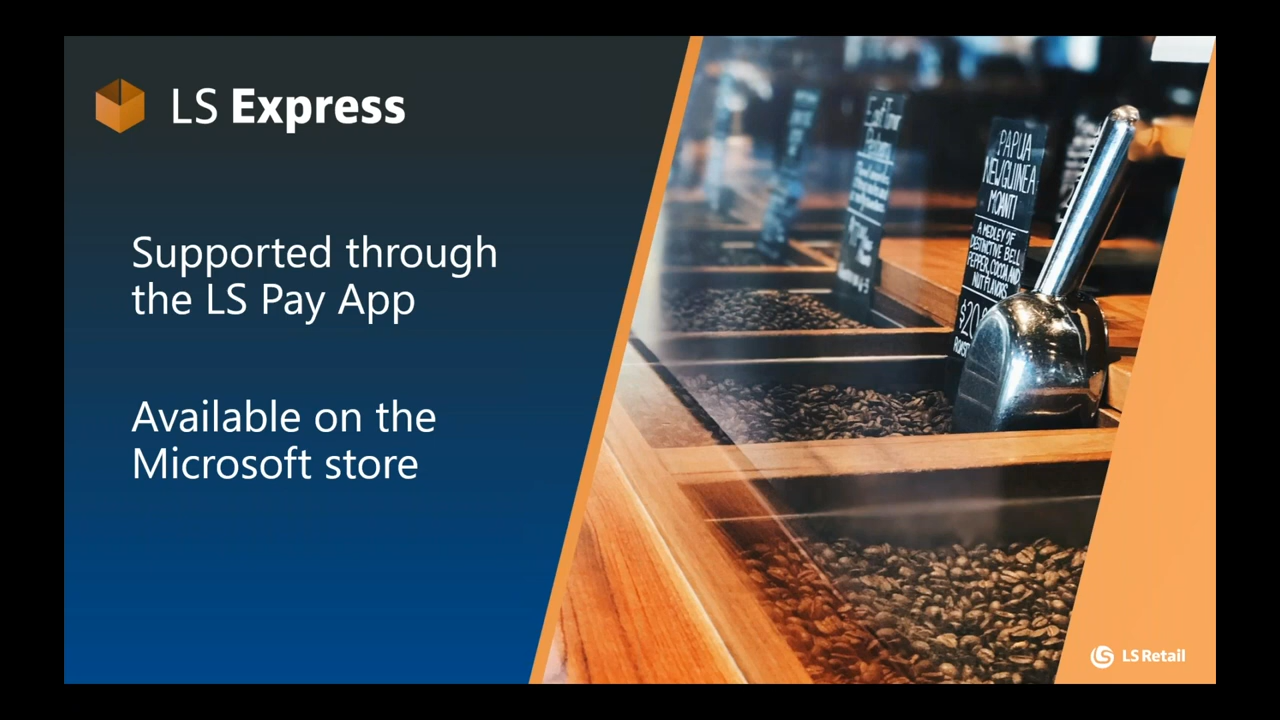 LS Express
Supported through
the LS Pay App
Available on the
Microsoft store
PAPUA
NEW GUINEA
MOANTI
A MEDLEY OF
DISTINCTIVE BELL
PEPPER, COCOA AND
NUT FLAVORS
LS Retail